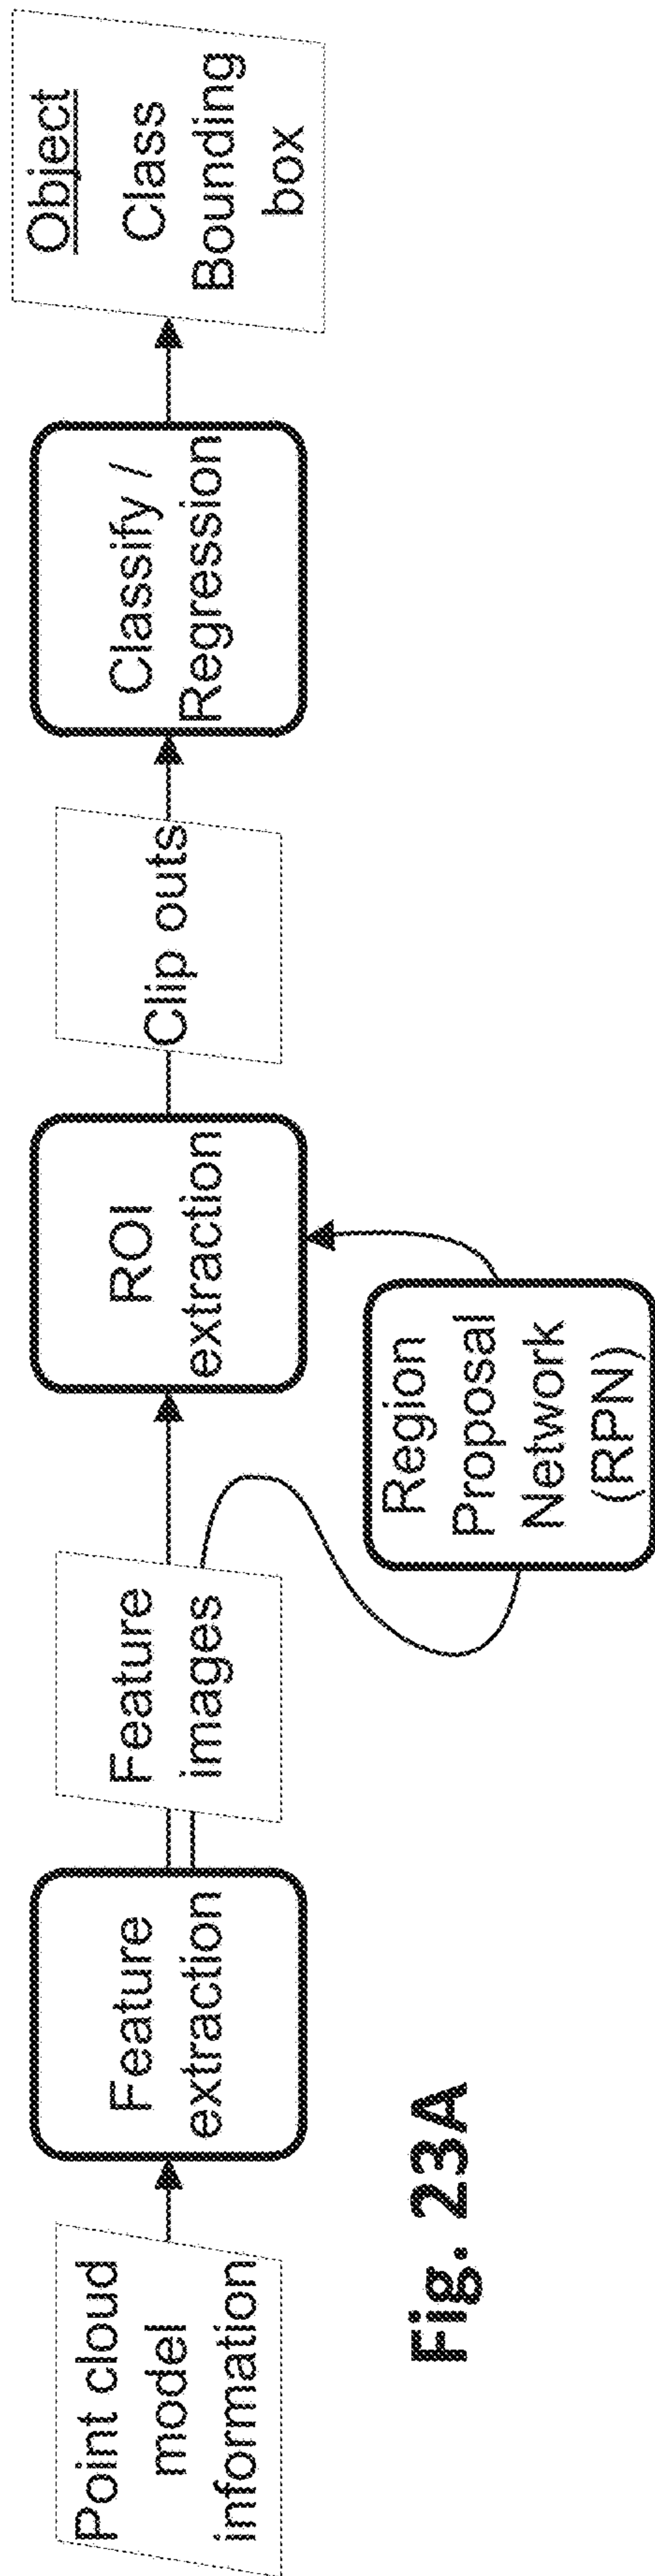 Point cloud
model
information
Feature
extraction
Feature
images
Region
Proposal
Network
(RPN)
ROI
extraction
Clip outs
Classify /
Regression
Object
Class
Bounding
box
Fig. 23A